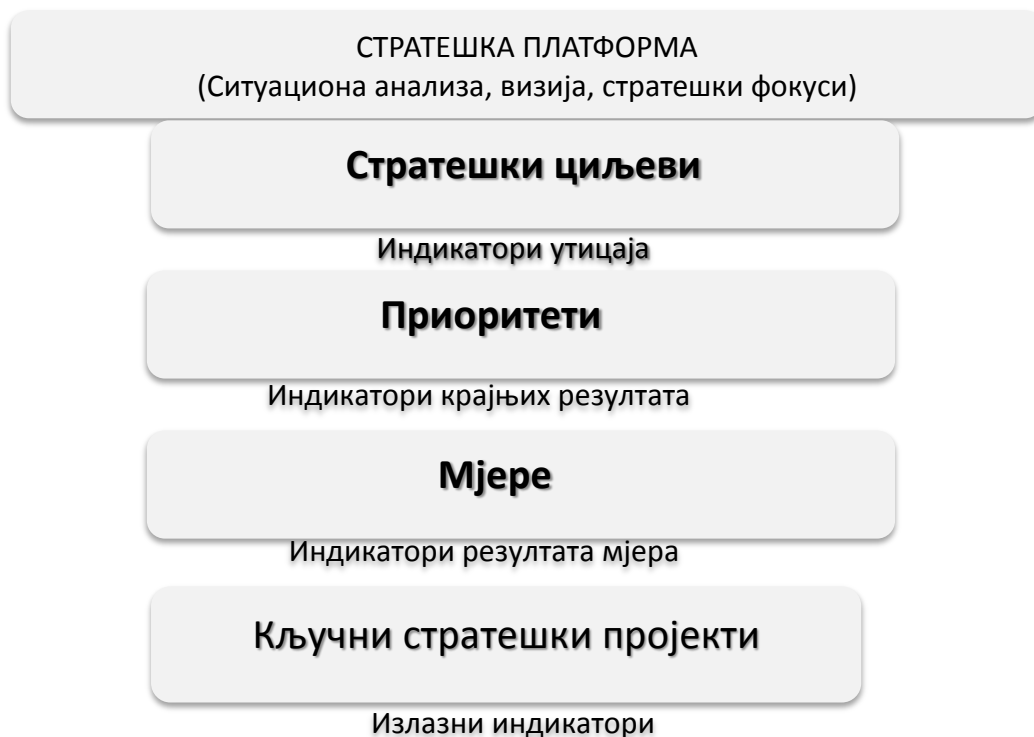 СТРАТЕШКА ПЛАТФОРМА
(Ситуациона анализа, визија, стратешки фокуси)
Стратешки циљеви
Индикатори утицаја
Приоритети
Индикатори крајњих резултата
Мјере
Индикатори резултата мјера
Кључни стратешки пројекти
Излазни индикатори